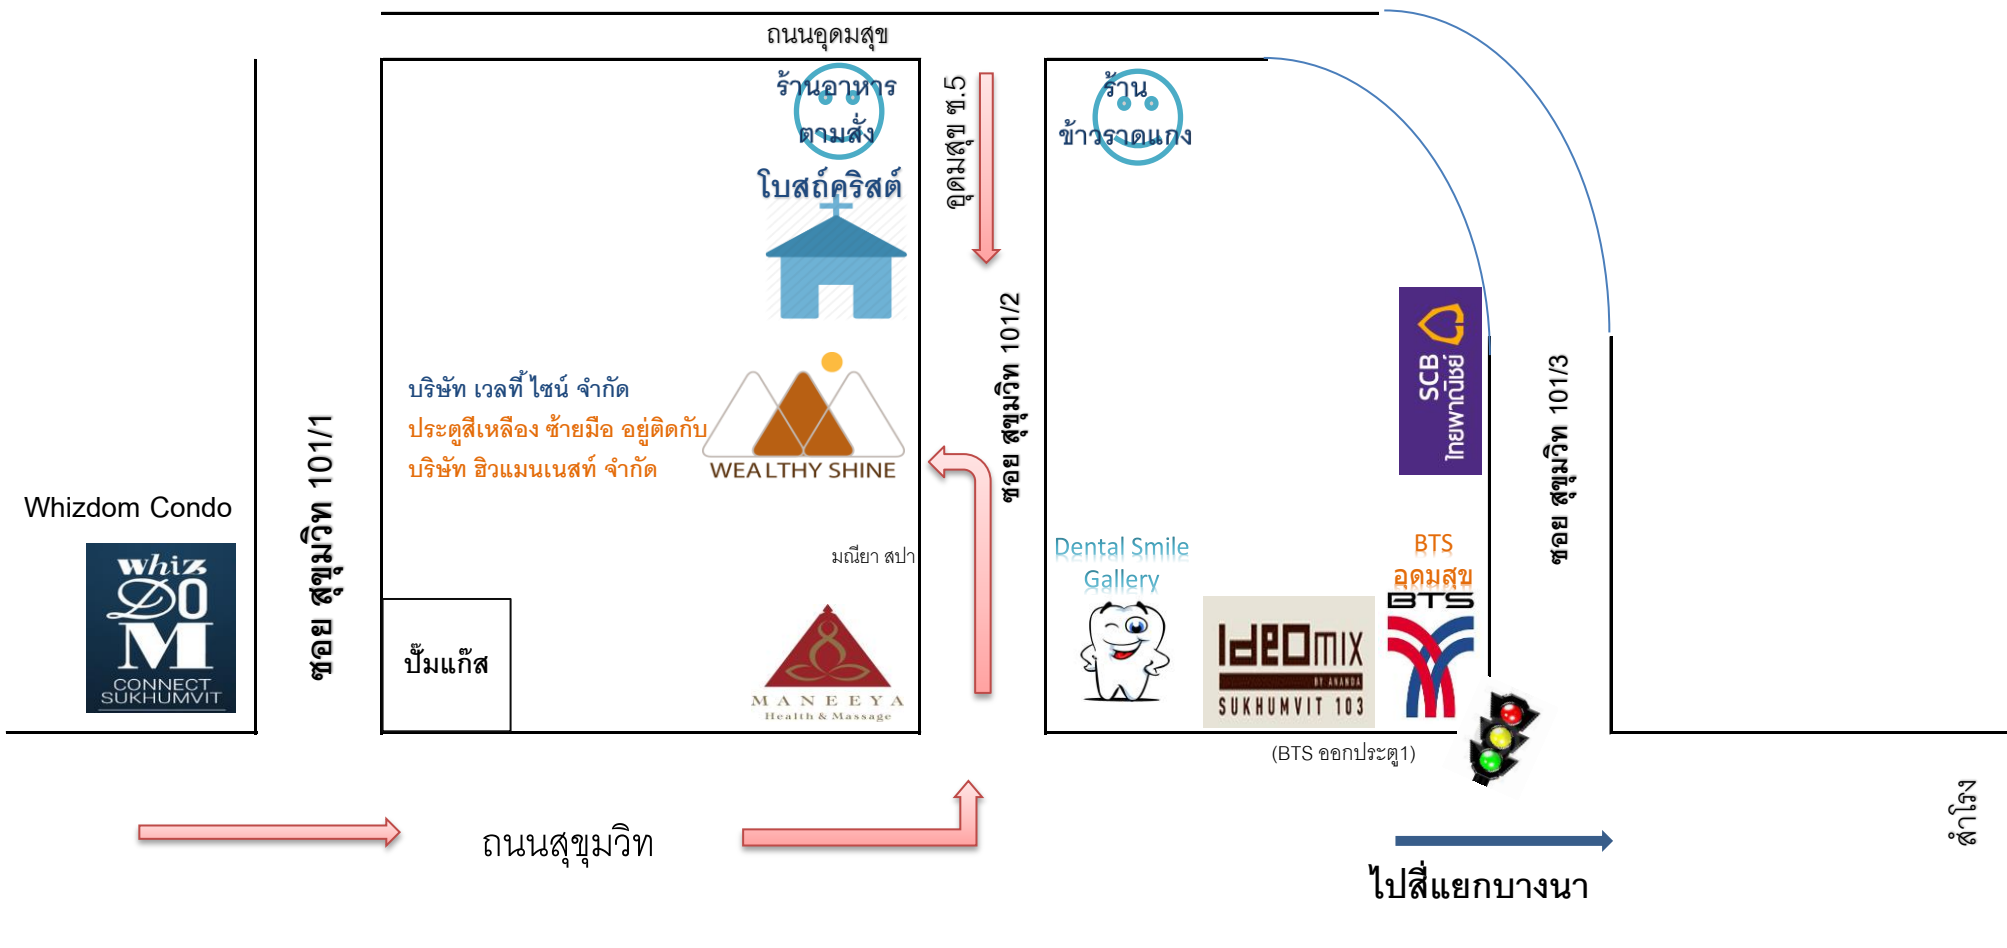 ถนนอุดมสุข
ร้านอาหาร
ตามสั่ง
โบสถ์คริสต์
อุดมสุข ซ.5
ร้าน
ข้าวราดแกง
ซอย สุขุมวิท 101/2
SCB
ไทยพาณิชย์
ซอย สุขุมวิท 101/3
บริษัท เวลที่ ไซน์ จำกัด
ประตูสีเหลือง ซ้ายมือ อยู่ติดกับ
บริษัท ฮิวแมนเนสท์ จำกัด
WEALTHY SHINE
ซอย สุขุมวิท 101/1
Whizdom Condo
whiz
DO
M
CONNECT
SUKHUMVIT
ปั๊มแก๊ส
มณียา สปา
MANEEYA
Health & Massage
Dental Smile
Gallery
IdeO mix
BY ANANDA
SUKHUMVIT 103
BTS
อุดมสุข
BTS
(BTS ออกประตู1)
ถนนสุขุมวิท
ไปสี่แยกบางนา
สำโรง